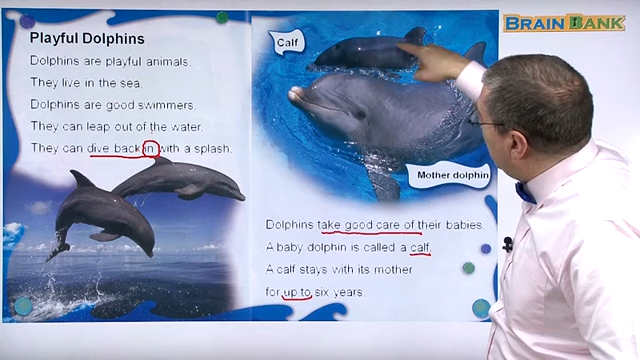 Playful Dolphins
Dolphins are playful animals.
They live in the sea.
Dolphins are good swimmers.
They can leap out of the water.
They can dive back in with a splash.
Calf
Mother dolphin
Dolphins take good care of their babies.
A baby dolphin is called a calf.
A calf stays with its mother
for up to six years.
BRAIN BANK